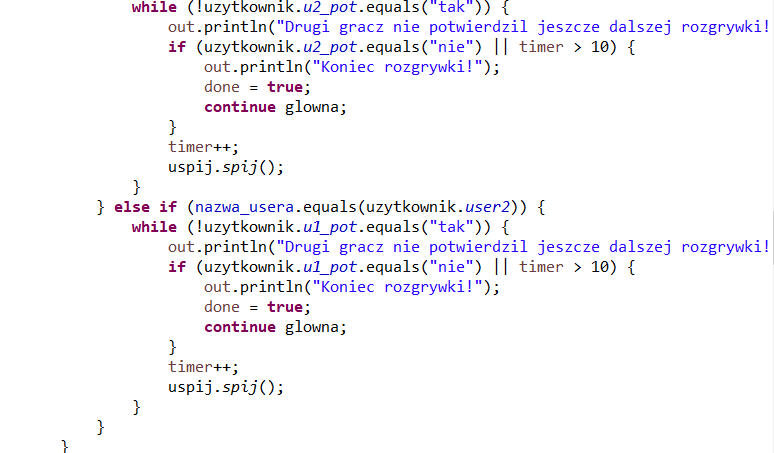 while (!uzytkownik.u2_pot.equals("tak")) {
out.println("Drugi gracz nie potwierdzil jeszcze dalszej rozgrywki!
if (uzytkownik.u2_pot.equals("nie") || timer > 10) {
out.println("Koniec rozgrywki!");
done = true;
continue glowna;
}
timer++;
uspij.spij();
}
} else if (nazwa_usera.equals(uzytkownik.user2)) {
while (!uzytkownik.u1_pot.equals("tak")) {
out.println("Drugi gracz nie potwierdzil jeszcze dalszej rozgrywki!
if (uzytkownik.u1_pot.equals("nie") || timer > 10) {
out.println("Koniec rozgrywki!");
done = true;
continue glowna;
}
timer++;
uspij.spij();
}
}
}